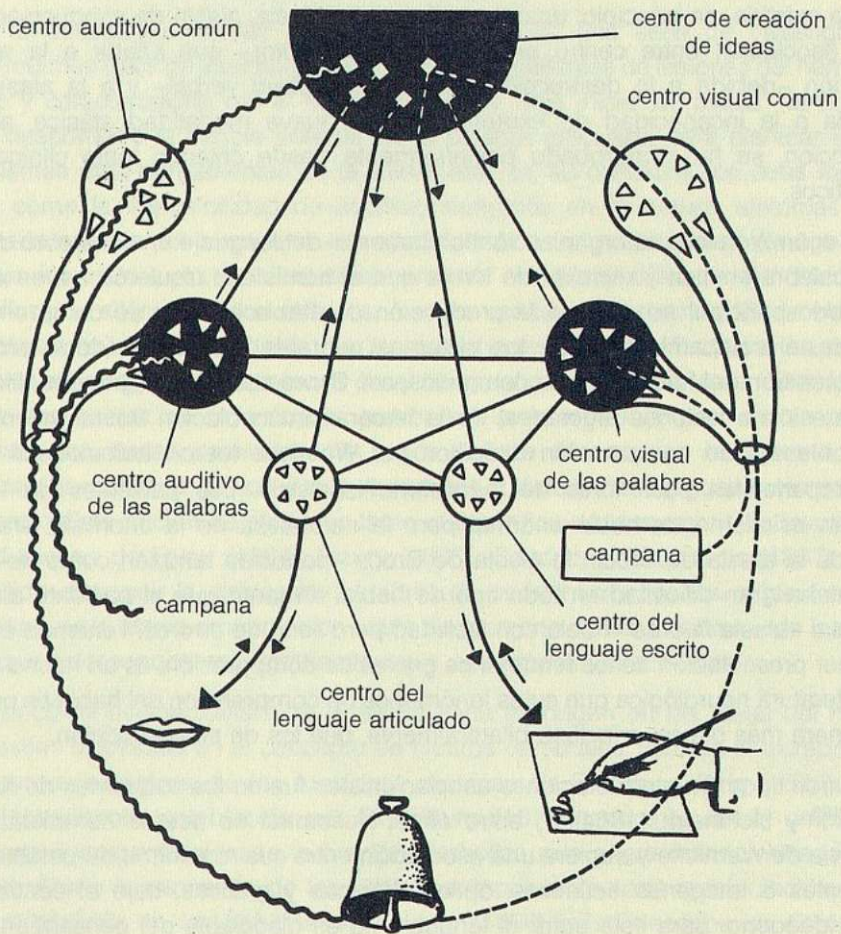 centro auditivo común
centro de creación
de ideas
centro visual común
centro auditivo
de las palabras
centro visual
de las palabras
campana
campana
centro del
lenguaje escrito
centro del
lenguaje articulado